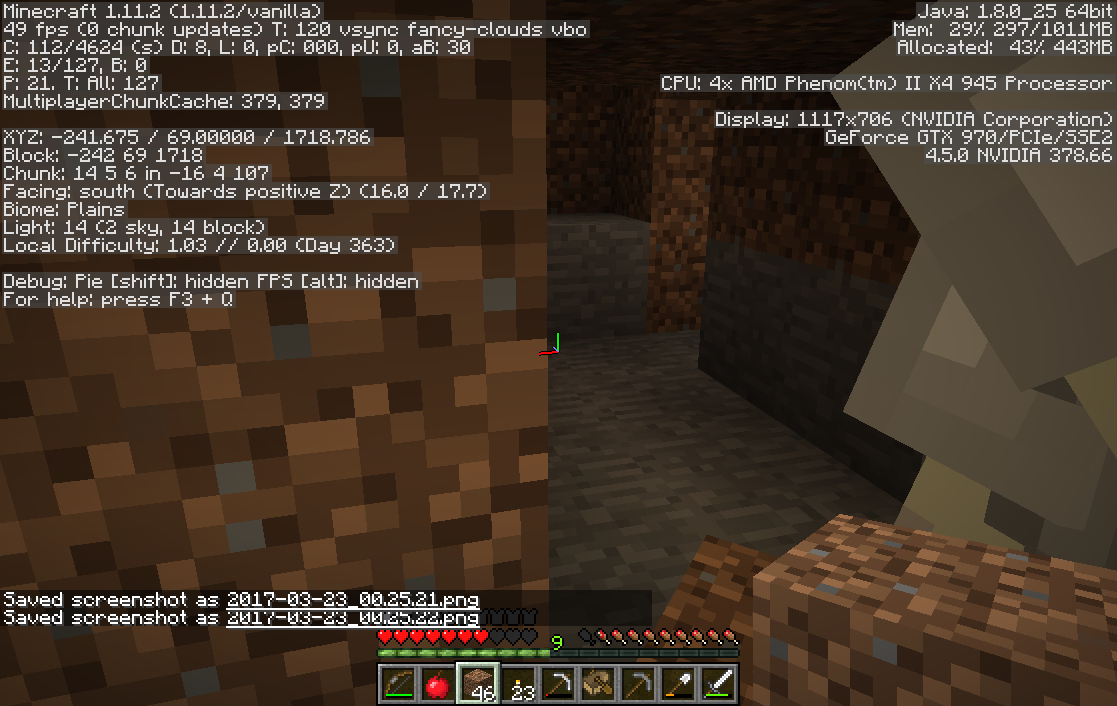 Minecraft 1.11.2 (1.11.2/vanilla)
49 fps (0 chunk updates) T: 120 vsync fancy-clouds vbo
C: 112/4624 (s) D: 8, L: 0, pC: 000, pU: 0, aB: 30
E: 13/127, B: 0
P: 21. T: All: 127
MultiplayerChunkCache: 379, 379
XYZ: -241.675 / 69.00000 / 1718.786
Block: -242 69 1718
Chunk: 14 5 6 in -16 4 107
Facing: south (Towards positive Z) (16.0 / 17.7)
Biome: Plains
Light: 14 (2 sky, 14 block)
Local Difficulty: 1.03 // 0.00 (Day 363)
Debug: Pie [shift]: hidden FPS [alt]: hidden
For help: press F3 + Q
Java: 1.8.0_25 64bit
Mem: 29% 297/1011MB
Allocated: 43% 443MB
CPU: 4x AMD Phenom(tm) II X4 945 Processor
Display: 1117x706 (NVIDIA Corporation)
GeForce GTX 970/PCIe/SSE2
4.5.0 NVIDIA 378.66
Saved screenshot as 2017-03-23_00.25.21.png
Saved screenshot as 2017-03-23_00.25.22.png
9
46 23